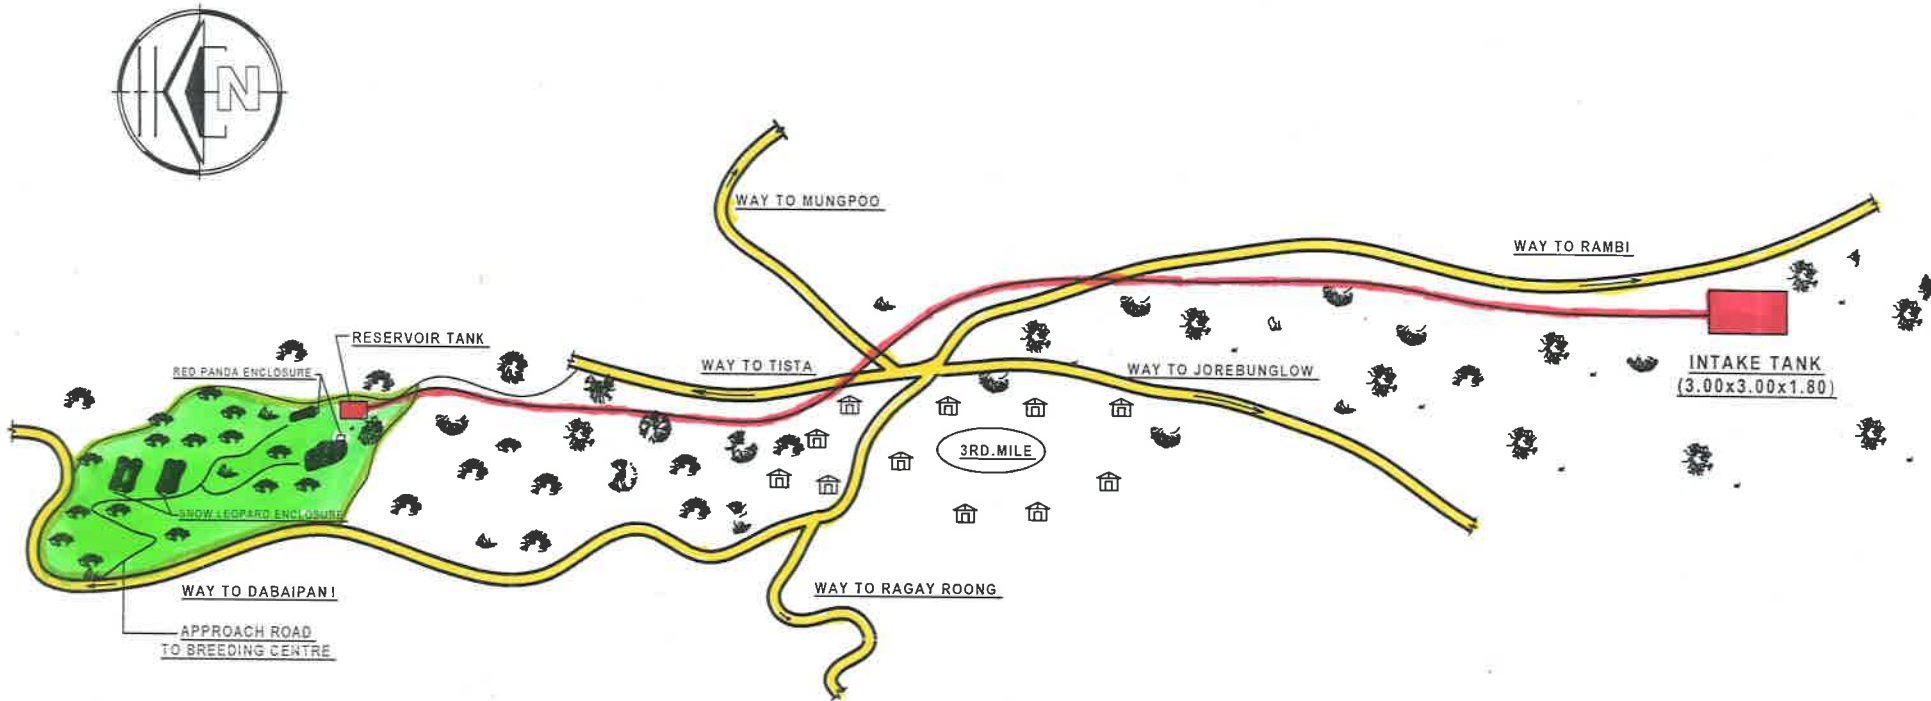 N
WAY TO MUNGPOO
WAY TO RAMBI
RESERVOIR TANK
RED PANDA ENCLOSURE
WAY TO TISTA
WAY TO JOREBUNGLOW
INTAKE TANK
(3.00x3.00x1.80)
3RD.MILE
SNOW LEOPARD ENCLOSURE
WAY TO DABAIPANI
WAY TO RAGAY ROONG
APPROACH ROAD
TO BREEDING CENTRE